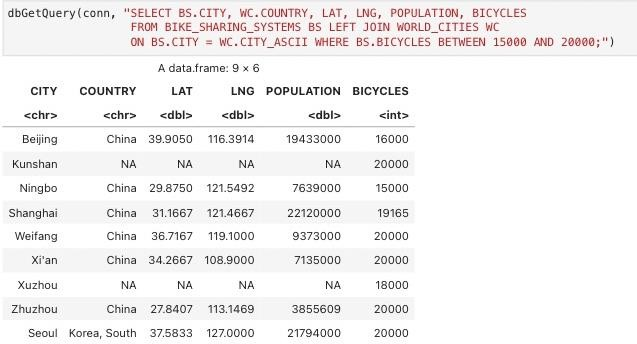 dbGetQuery(conn, "SELECT BS.CITY, WC.COUNTRY, LAT, LNG, POPULATION, BICYCLES
FROM BIKE_SHARING_SYSTEMS BS LEFT JOIN WORLD_CITIES WC
ON BS.CITY = WC.CITY_ASCII WHERE BS.BICYCLES BETWEEN 15000 AND 20000;")
A data.frame: 9 × 6
CITY COUNTRY LAT LNG POPULATION BICYCLES
<chr> <chr> <dbl> <dbl> <dbl> <int>
Beijing China 39.9050 116.3914 19433000 16000
Kunshan NA NA NA NA 20000
Ningbo China 29.8750 121.5492 7639000 15000
Shanghai China 31.1667 121.4667 22120000 19165
Weifang China 36.7167 119.1000 9373000 20000
Xi'an China 34.2667 108.9000 7135000 20000
Xuzhou NA NA NA NA 18000
Zhuzhou China 27.8407 113.1469 3855609 20000
Seoul Korea, South 37.5833 127.0000 21794000 20000